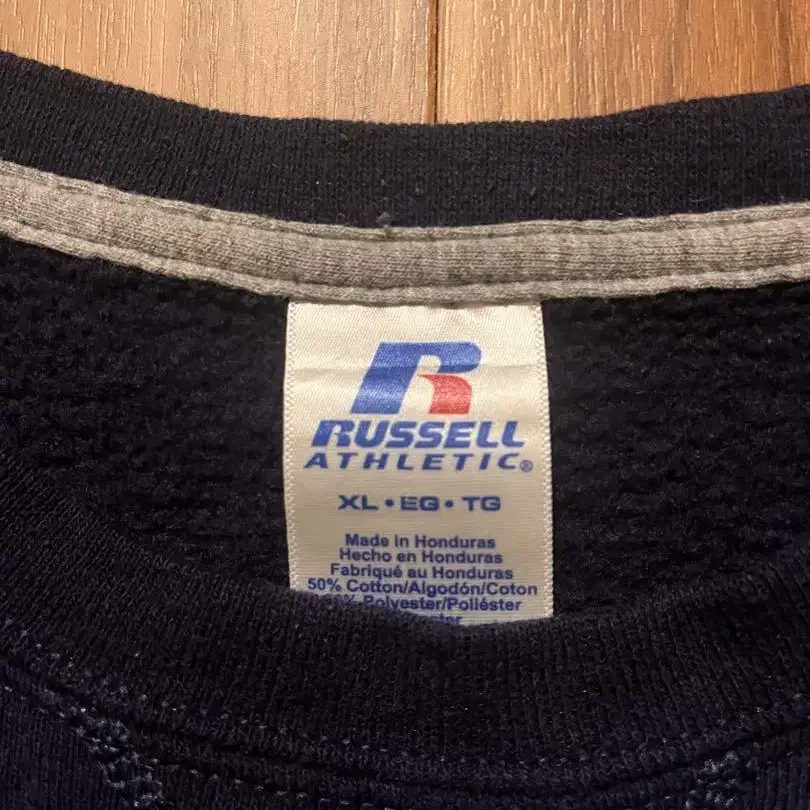 RUSSELL
ATHLETIC®
XL • EG • TG
Made in Honduras
Hecho en Honduras
Fabriqué au Honduras
50% Cotton/Algodón/Coton
Polyester/Poliéster